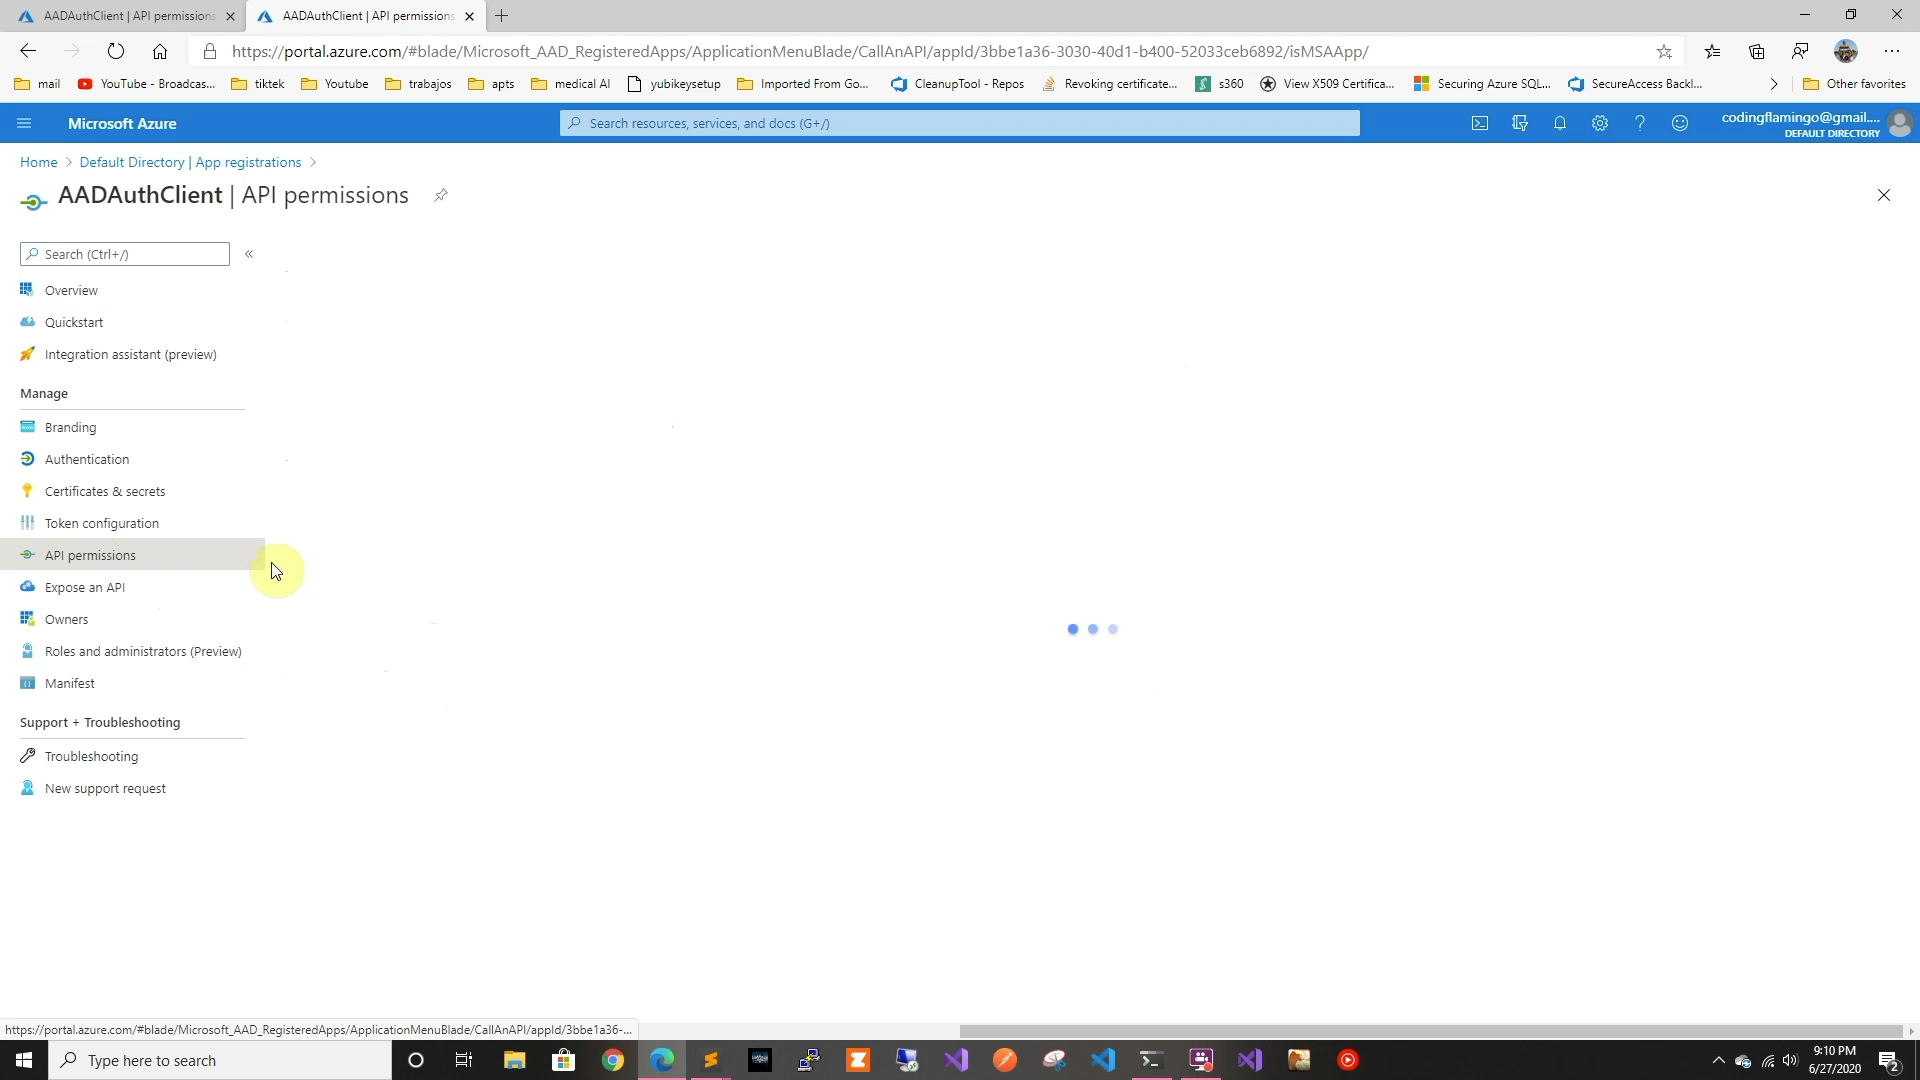 AADAuthClient | API permissions
AADAuthClient | API permissions
https://portal.azure.com/#blade/Microsoft_AAD_RegisteredApps/ApplicationMenuBlade/CallAnAPI/appId/3bbe1a36-3030-40d1-b400-52033ceb6892/isMSAApp/
mail
YouTube - Broadcas...
tiktek
Youtube
trabajos
apts
medical AI
yubikeysetup
Imported From Go...
CleanupTool - Repos
Revoking certificate...
s360
View X509 Certifica...
Securing Azure SQL...
SecureAccess Backl...
Other favorites
Microsoft Azure
Search resources, services, and docs (G+/)
codingflamingo@gmail....
DEFAULT DIRECTORY
Home > Default Directory | App registrations >
AADAuthClient | API permissions
Search (Ctrl+/)
Overview
Quickstart
Integration assistant (preview)
Manage
Branding
Authentication
Certificates & secrets
Token configuration
API permissions
Expose an API
Owners
Roles and administrators (Preview)
Manifest
Support + Troubleshooting
Troubleshooting
New support request
https://portal.azure.com/#blade/Microsoft_AAD_RegisteredApps/ApplicationMenuBlade/CallAnAPI/appId/3bbe1a36-...
Type here to search
9:10 PM
6/27/2020
2